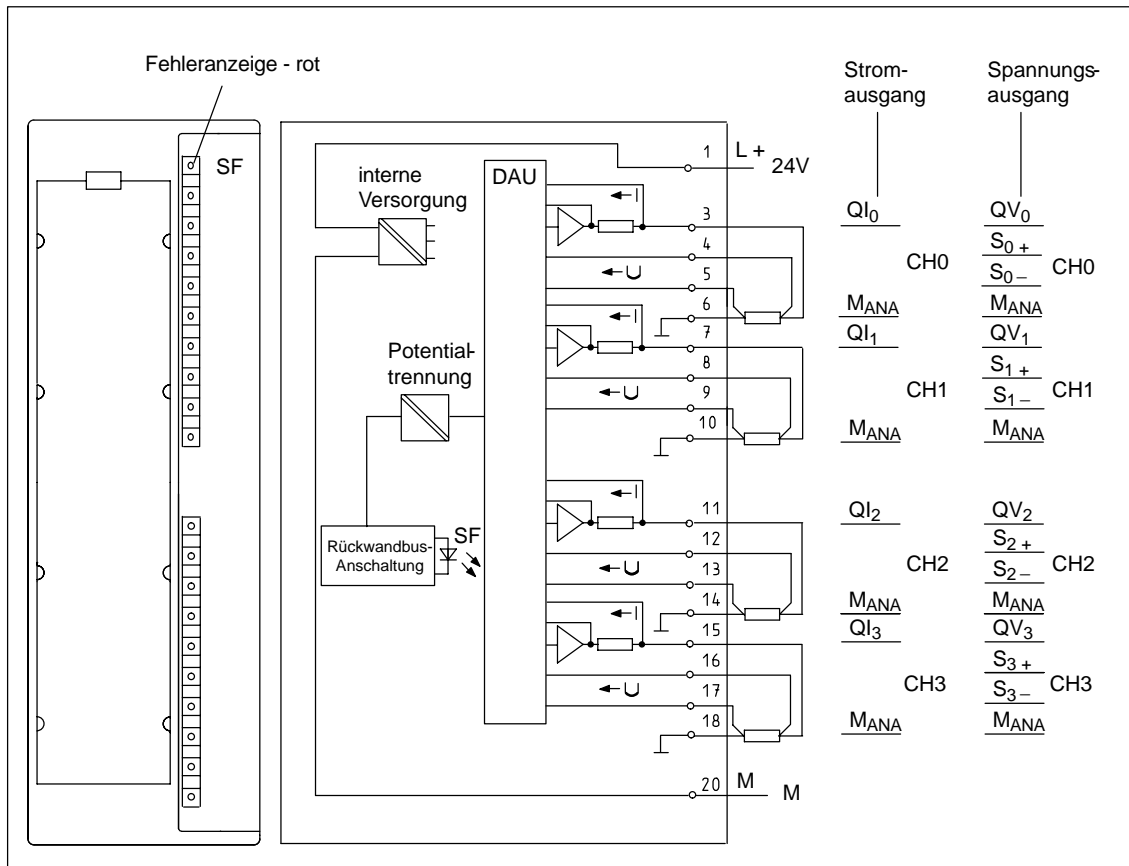 Fehleranzeige - rot
Strom-
ausgang
Spannungs-
ausgang
SF
interne
Versorgung
DAU
1 L +
24V
I
3 QI0 QV0
4 S0 +
CH0 CH0
U
5 S0 –
6 MANA MANA
I
7 QI1 QV1
Potential-
trennung
8 S1 +
CH1 CH1
U
9 S1 –
10 MANA MANA
I
11 QI2 QV2
Rückwandbus-
Anschaltung
SF
12 S2 +
CH2 CH2
U
13 S2 –
14 MANA MANA
I
15 QI3 QV3
16 S3 +
CH3 CH3
U
17 S3 –
18 MANA MANA
20 M
M